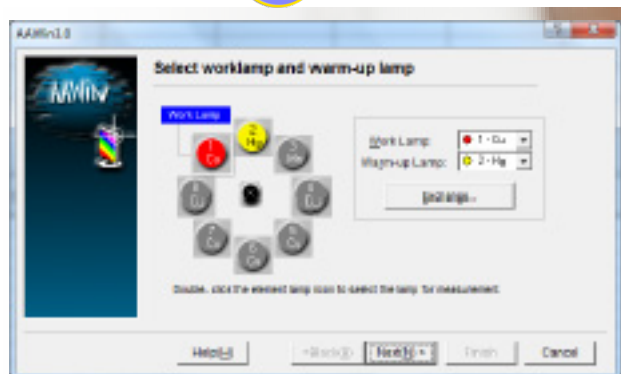 AAWin3.0
Select worklamp and warm-up lamp
AAWin
Work Lamp
1
2
Hg
Work Lamp: 1 - Cu
Warm-up Lamp: 2 - Hg
Exchange...
Double. click the element lamp icon to select the lamp for measurement.
Help(H)
<Back(B) Next(N) > Finish Cancel